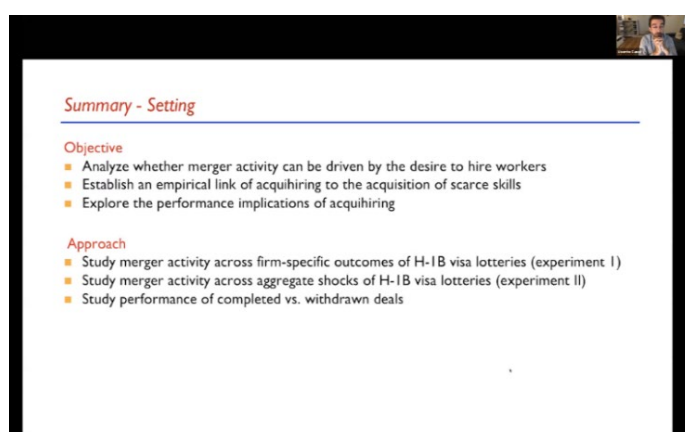 Summary - Setting
Objective
Analyze whether merger activity can be driven by the desire to hire workers
Establish an empirical link of acquihiring to the acquisition of scarce skills
Explore the performance implications of acquihiring
Approach
Study merger activity across firm-specific outcomes of H-1B visa lotteries (experiment I)
Study merger activity across aggregate shocks of H-1B visa lotteries (experiment II)
Study performance of completed vs. withdrawn deals